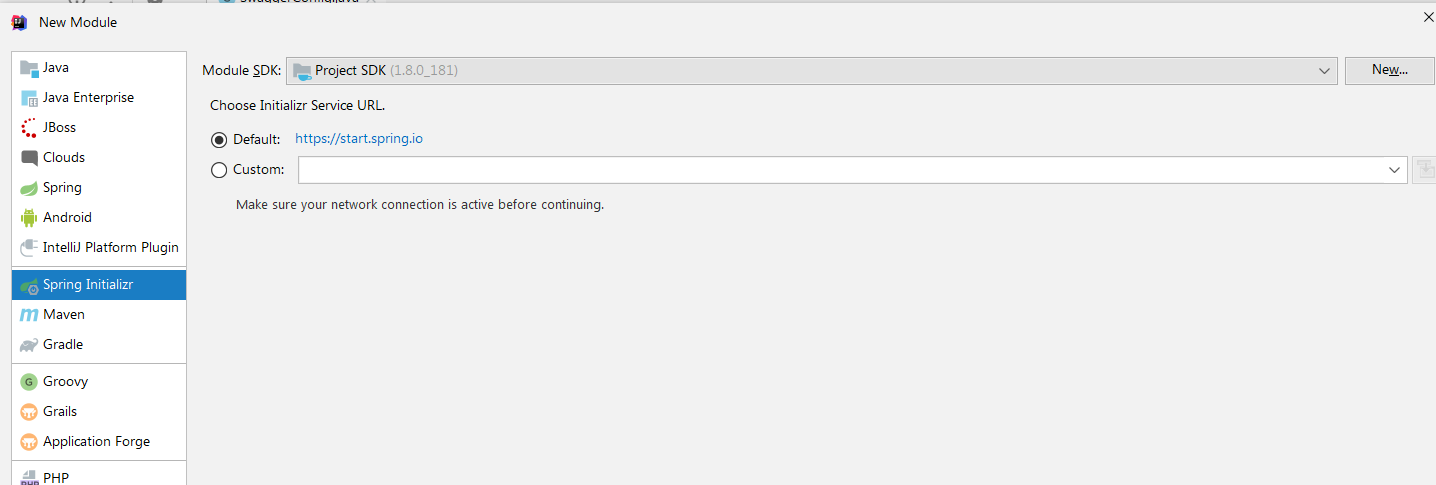 SwaggerConfig.java
New Module
Java
Java Enterprise
JBoss
Clouds
Spring
Android
IntelliJ Platform Plugin
Spring Initializr
Maven
Gradle
Groovy
Grails
Application Forge
PHP
Module SDK: Project SDK (1.8.0_181) New...
Choose Initializr Service URL.
Default: https://start.spring.io
Custom:
Make sure your network connection is active before continuing.